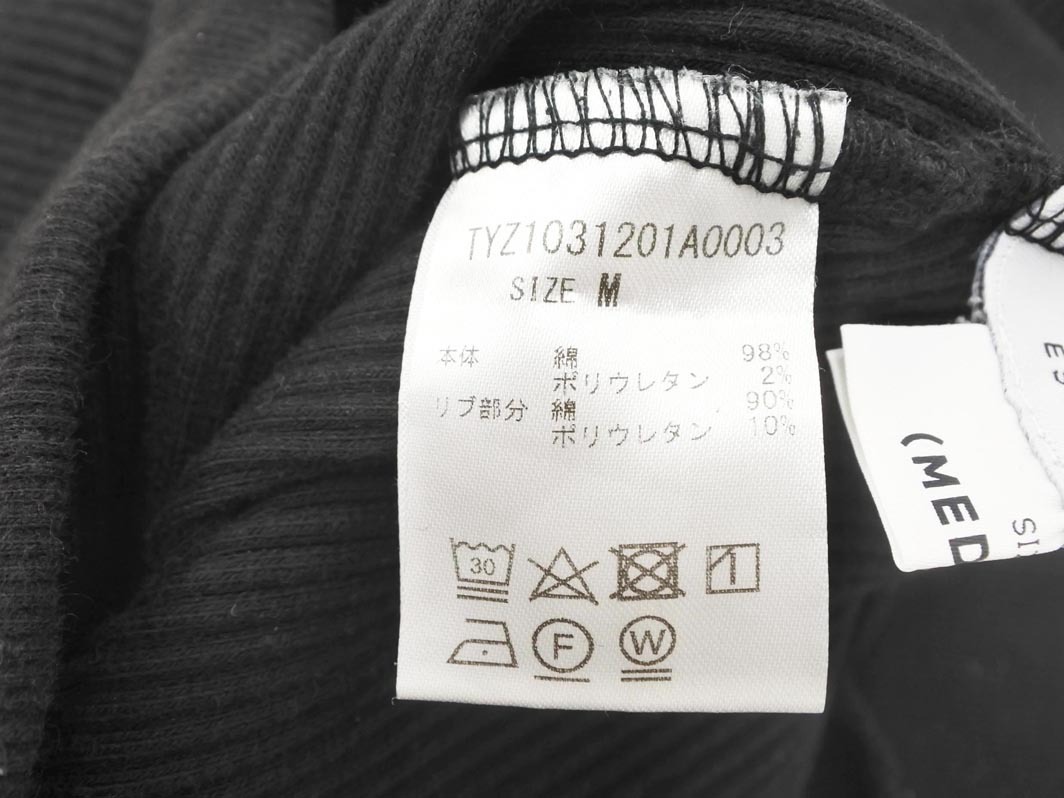 TYZ1031201A0003
SIZE M
本体 綿 98%
ポリウレタン 2%
リブ部分 綿 90%
ポリウレタン 10%
30
F W
(MED
SI